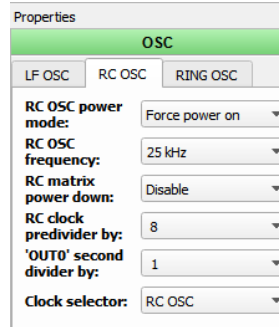 Properties
OSC
LF OSC RC OSC RING OSC
RC OSC power
mode: Force power on
RC OSC
frequency: 25 kHz
RC matrix
power down: Disable
RC clock
predivider by: 8
'OUT0' second
divider by: 1
Clock selector: RC OSC